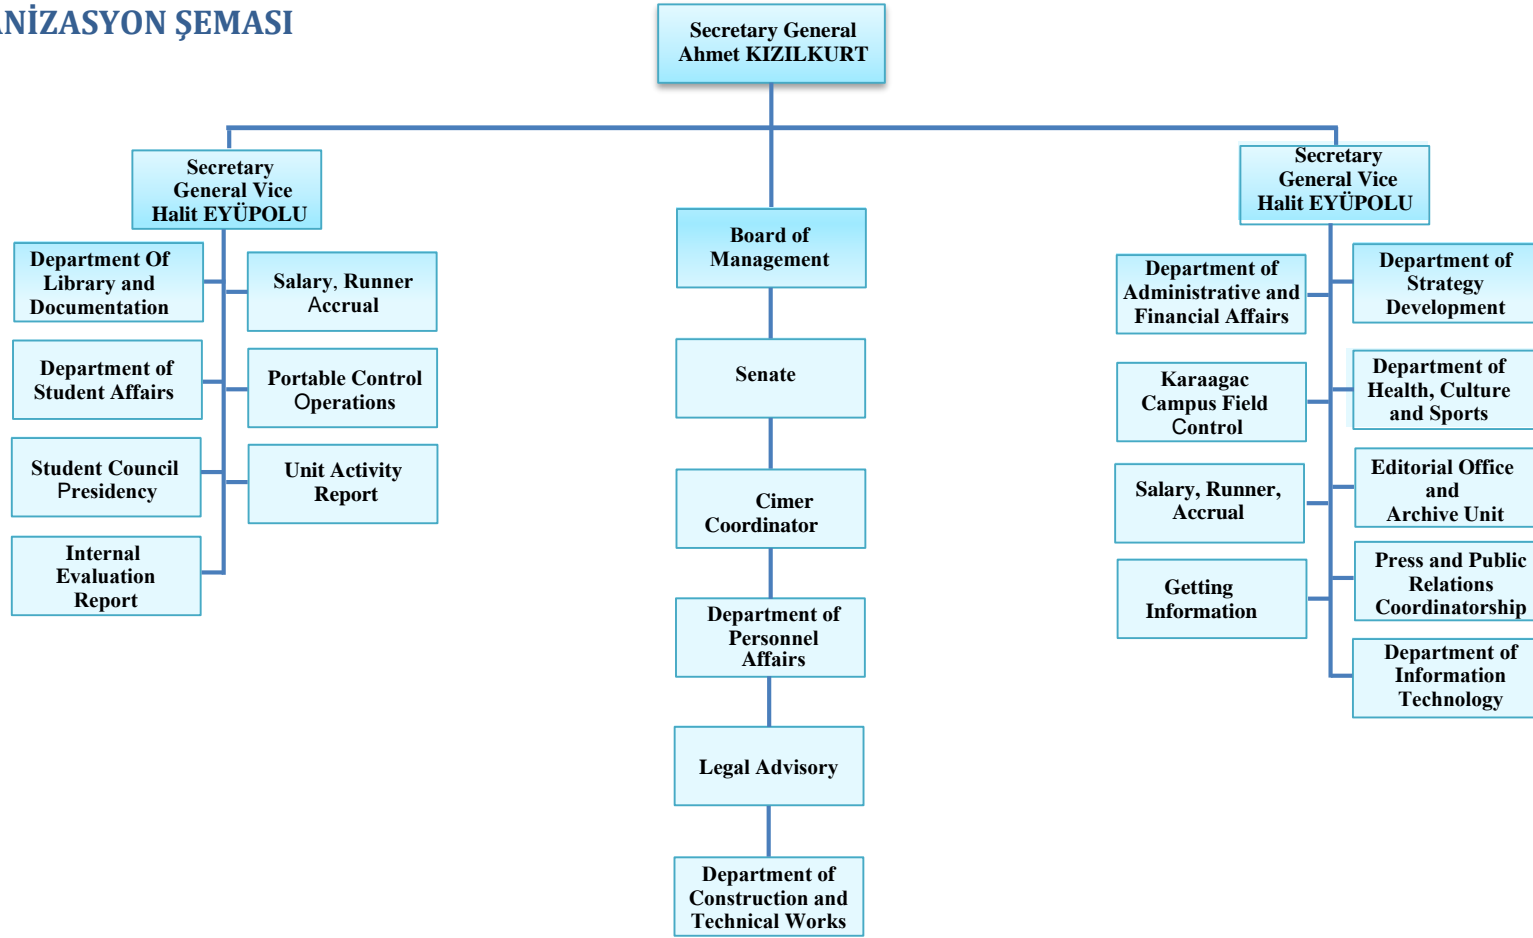 ANİZASYON ŞEMASI
Secretary General
Ahmet KIZILKURT
Secretary
General Vice
Halit EYÜPOLU
Department Of
Library and
Documentation
Salary, Runner
Accrual
Department of
Student Affairs
Portable Control
Operations
Student Council
Presidency
Unit Activity
Report
Internal
Evaluation
Report
Board of
Management
Senate
Cimer
Coordinator
Department of
Personnel
Affairs
Legal Advisory
Department of
Construction and
Technical Works
Secretary
General Vice
Halit EYÜPOLU
Department of
Administrative and
Financial Affairs
Department of
Strategy
Development
Karaagac
Campus Field
Control
Department of
Health, Culture
and Sports
Salary, Runner,
Accrual
Editorial Office
and
Archive Unit
Getting
Information
Press and Public
Relations
Coordinatorship
Department of
Information
Technology